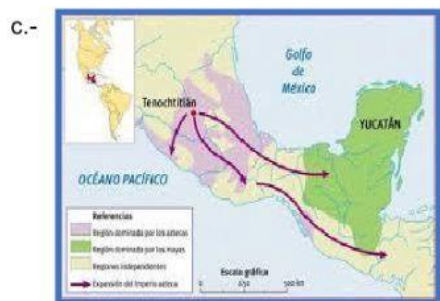 c.-
Golfo
de
México
Tenochtitlán
YUCATÁN
OCÉANO PACÍFICO
Referencias
Región dominada por los aztecas
Región dominada por los mayas
Regiones independientes
Expansión del Imperio azteca
Escala gráfica